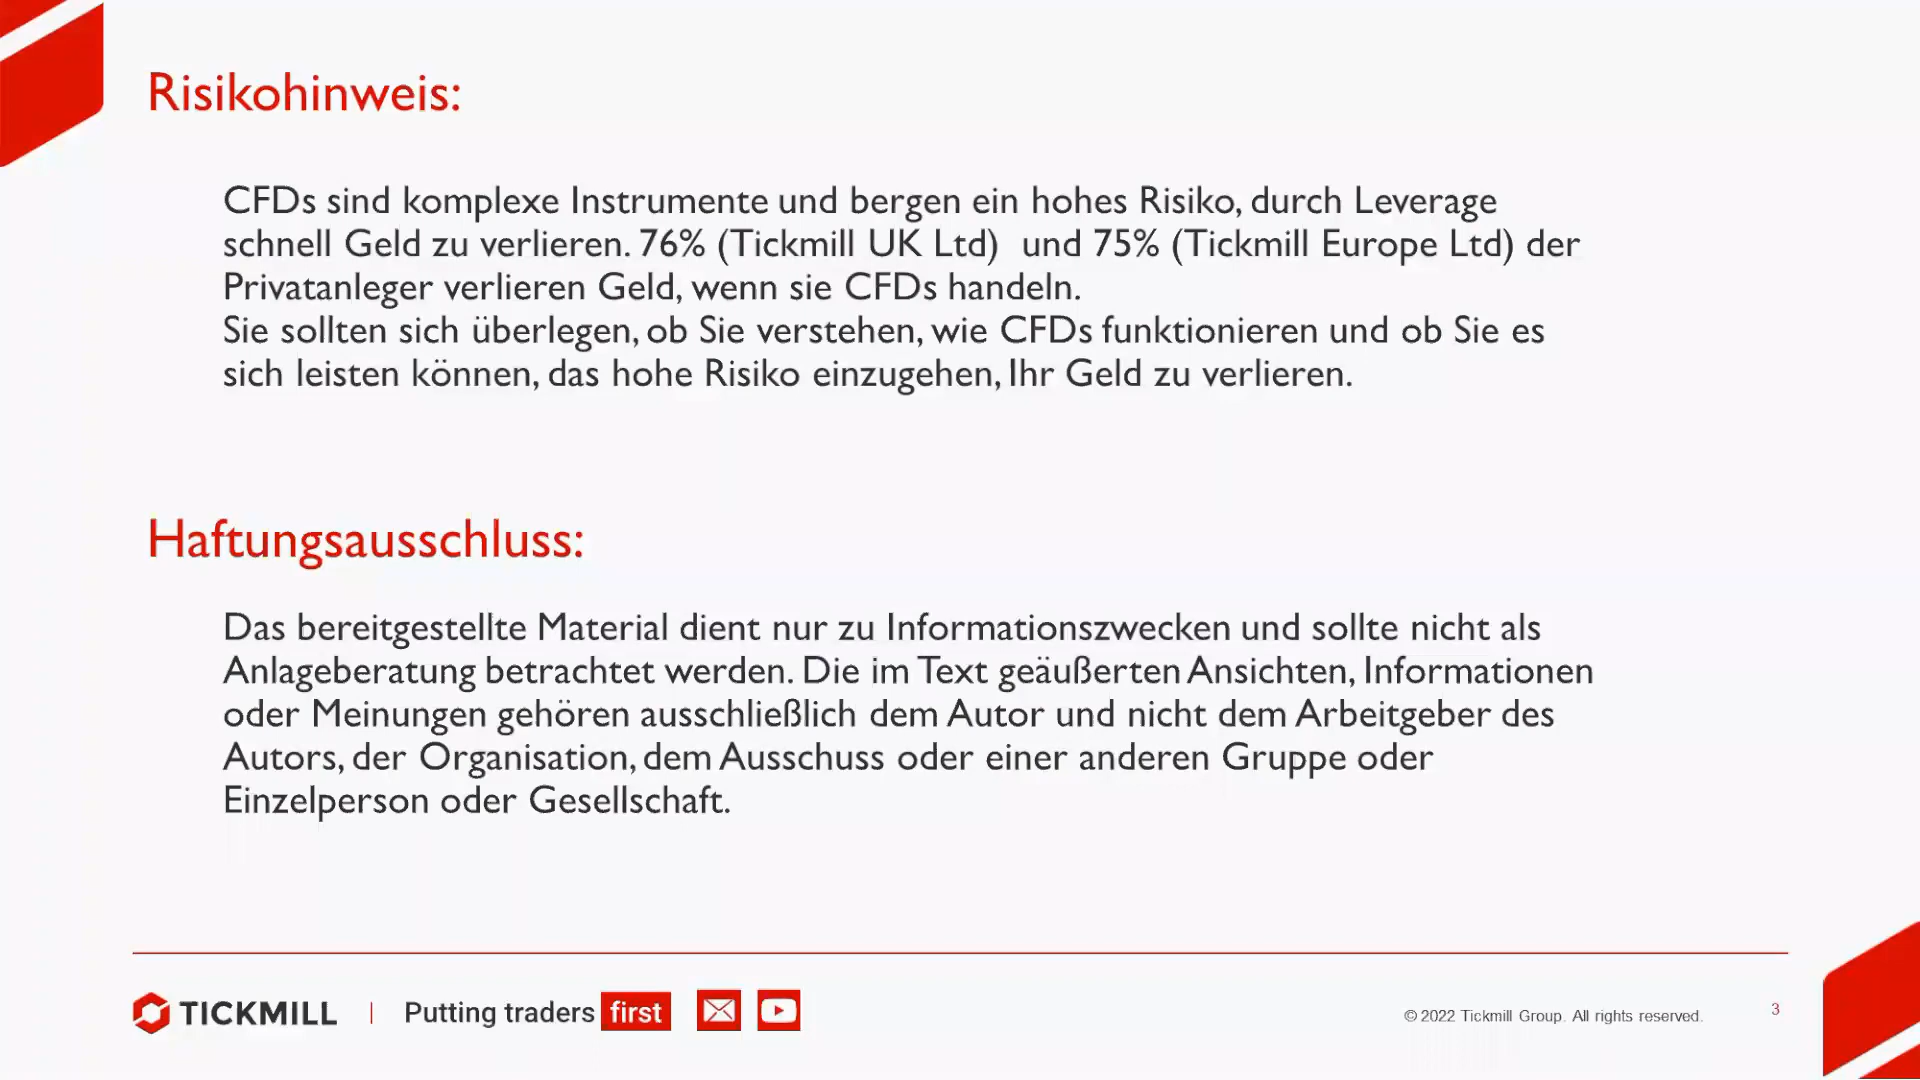 Risikohinweis:
CFDs sind komplexe Instrumente und bergen ein hohes Risiko, durch Leverage
schnell Geld zu verlieren. 76% (Tickmill UK Ltd)  und 75% (Tickmill Europe Ltd) der
Privatanleger verlieren Geld, wenn sie CFDs handeln.
Sie sollten sich überlegen, ob Sie verstehen, wie CFDs funktionieren und ob Sie es
sich leisten können, das hohe Risiko einzugehen, Ihr Geld zu verlieren.
Haftungsausschluss:
Das bereitgestellte Material dient nur zu Informationszwecken und sollte nicht als
Anlageberatung betrachtet werden. Die im Text geäußerten Ansichten, Informationen
oder Meinungen gehören ausschließlich dem Autor und nicht dem Arbeitgeber des
Autors, der Organisation, dem Ausschuss oder einer anderen Gruppe oder
Einzelperson oder Gesellschaft.
TICKMILL | Putting traders first
© 2022 Tickmill Group. All rights reserved.
3